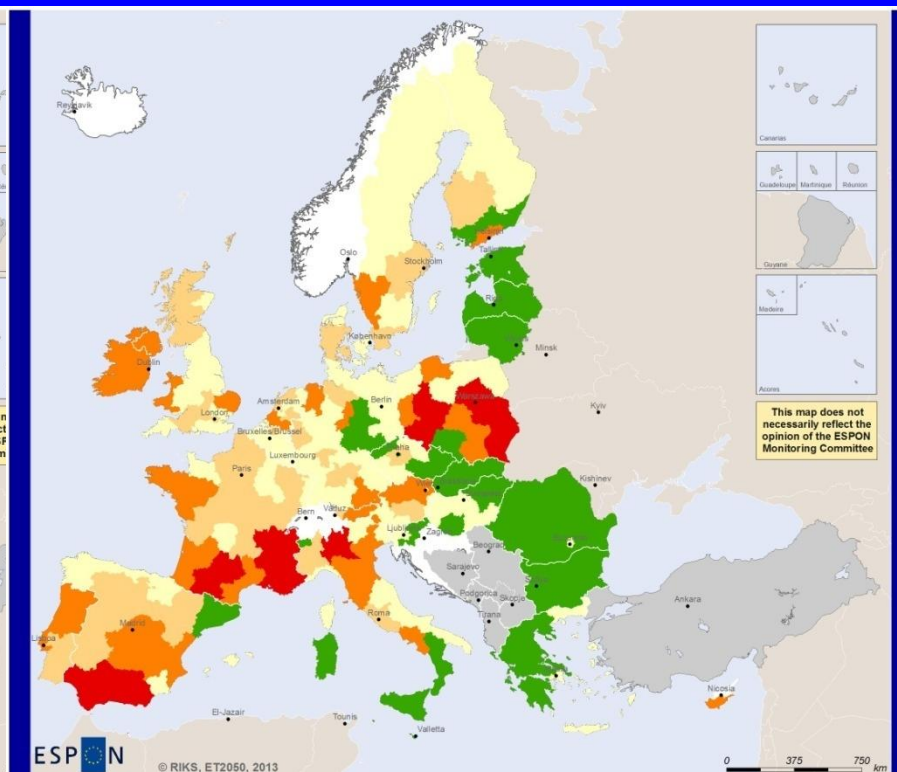 Reykjavik
Oslo
Stockholm
Tallinn
København
Minsk
Dublin
Berlin
Warszawa
Amsterdam
London
Kyiv
Bruxelles/Brussel
Luxembourg
Paris
Kishinev
Bern
Vaduz
Zagreb
Beograd
Sarajevo
Podgorica
Skopje
Tirana
Roma
Madrid
Lisboa
Ankara
Nicosia
El-Jazair
Tounis
Valletta
Canarias
Guadeloupe
Martinique
Réunion
Guyane
Madeira
Acores
This map does not
necessarily reflect the
opinion of the ESPON
Monitoring Committee
ESPON
© RIKS, ET2050, 2013
0 375 750
km